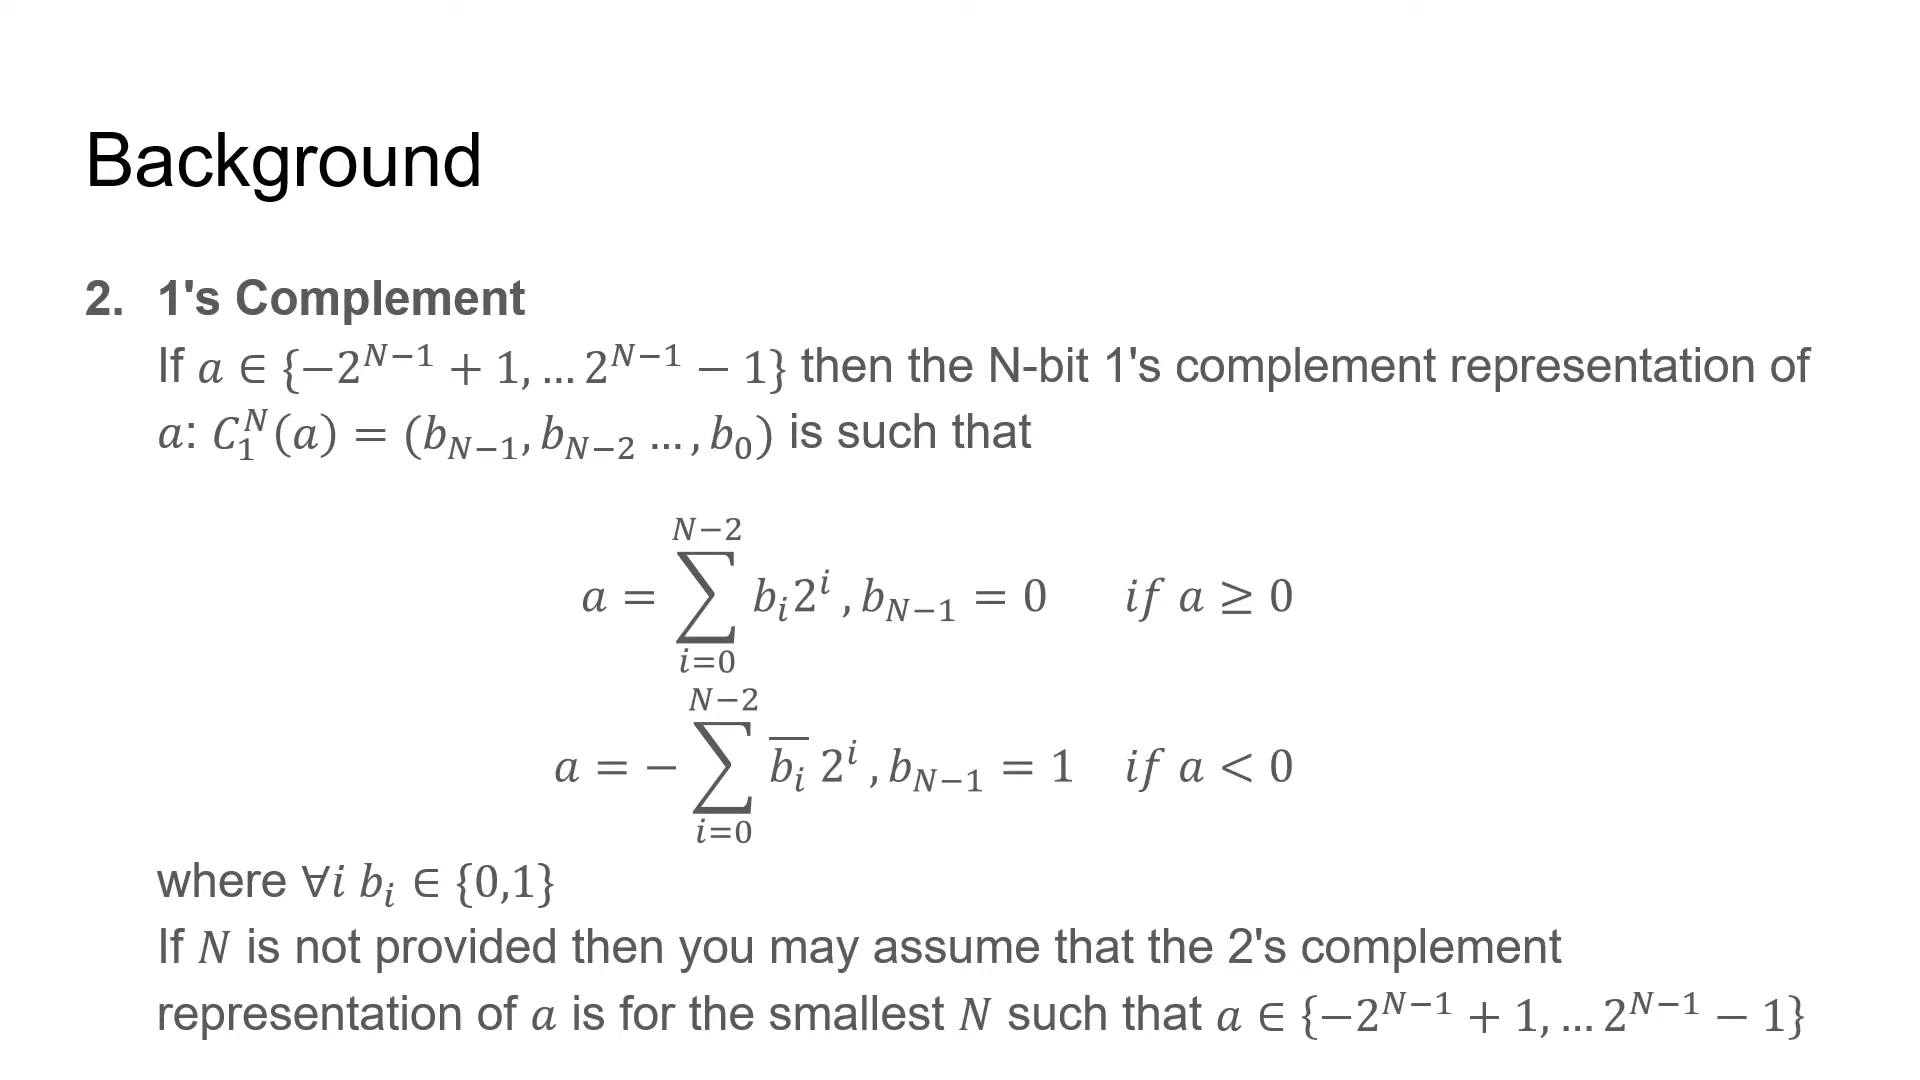 Background
2. 1's Complement
If 𝑎 ∈ {−2^{𝑁−1} + 1, … 2^{𝑁−1} − 1} then the N-bit 1's complement representation of
𝑎: 𝐶_1^𝑁(𝑎) = (𝑏_{𝑁−1}, 𝑏_{𝑁−2} … , 𝑏_0) is such that
𝑎 = ∑_{𝑖=0}^{𝑁−2} 𝑏_𝑖 2^𝑖 , 𝑏_{𝑁−1} = 0 𝑖𝑓 𝑎 ≥ 0
𝑎 = − ∑_{𝑖=0}^{𝑁−2} \overline{𝑏_𝑖} 2^𝑖 , 𝑏_{𝑁−1} = 1 𝑖𝑓 𝑎 < 0
where ∀𝑖 𝑏_𝑖 ∈ {0,1}
If 𝑁 is not provided then you may assume that the 2's complement
representation of 𝑎 is for the smallest 𝑁 such that 𝑎 ∈ {−2^{𝑁−1} + 1, … 2^{𝑁−1} − 1}